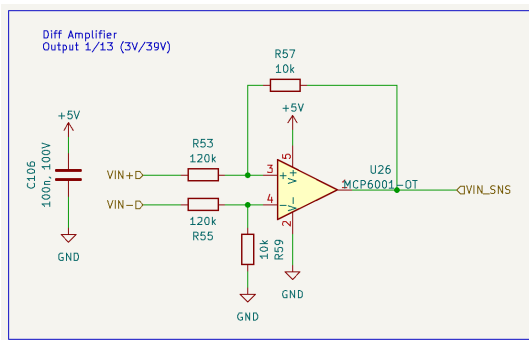 Diff Amplifier
Output 1/13 (3V/39V)
R57
10k
+5V
+5V
R53
120k
C106
100n, 100V
VIN+
3
+
5
V+
U26
MCP6001-OT
1
VIN_SNS
VIN-
4
-
V-
2
120k
R55
10k
R59
GND
GND
GND